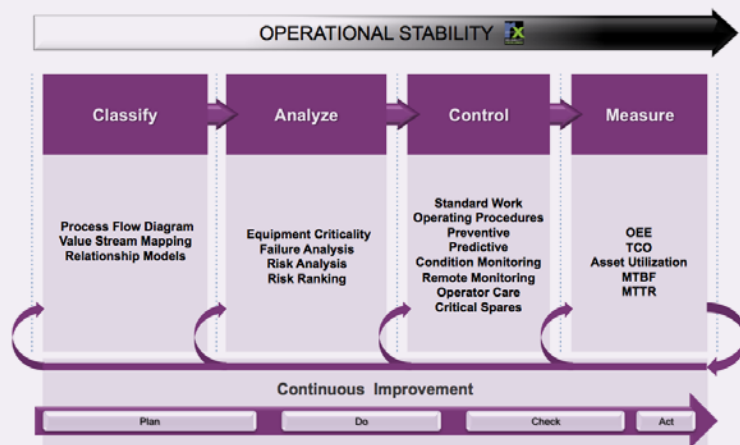 OPERATIONAL STABILITY
Classify
Analyze
Control
Measure
Process Flow Diagram
Value Stream Mapping
Relationship Models
Equipment Criticality
Failure Analysis
Risk Analysis
Risk Ranking
Standard Work
Operating Procedures
Preventive
Predictive
Condition Monitoring
Remote Monitoring
Operator Care
Critical Spares
OEE
TCO
Asset Utilization
MTBF
MTTR
Continuous Improvement
Plan
Do
Check
Act